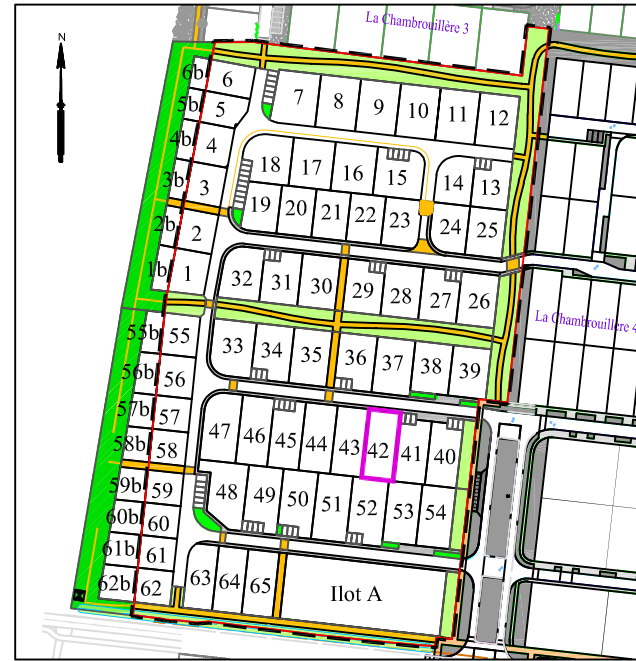 La Chambrouillère 3
N
6b 6
7 8 9 10 11 12
5b 5
4b 4
18 17 16 15 14 13
3b 3
19 20 21 22 23 24 25
2b 2
1b 1
32 31 30 29 28 27 26
La Chambrouillère 4
55b 55
33 34 35 36 37 38 39
56b 56
57b 57
47 46 45 44 43 42 41 40
58b 58
59b 59
48 49 50 51 52 53 54
60b 60
61b 61
62b 62
63 64 65
Ilot A